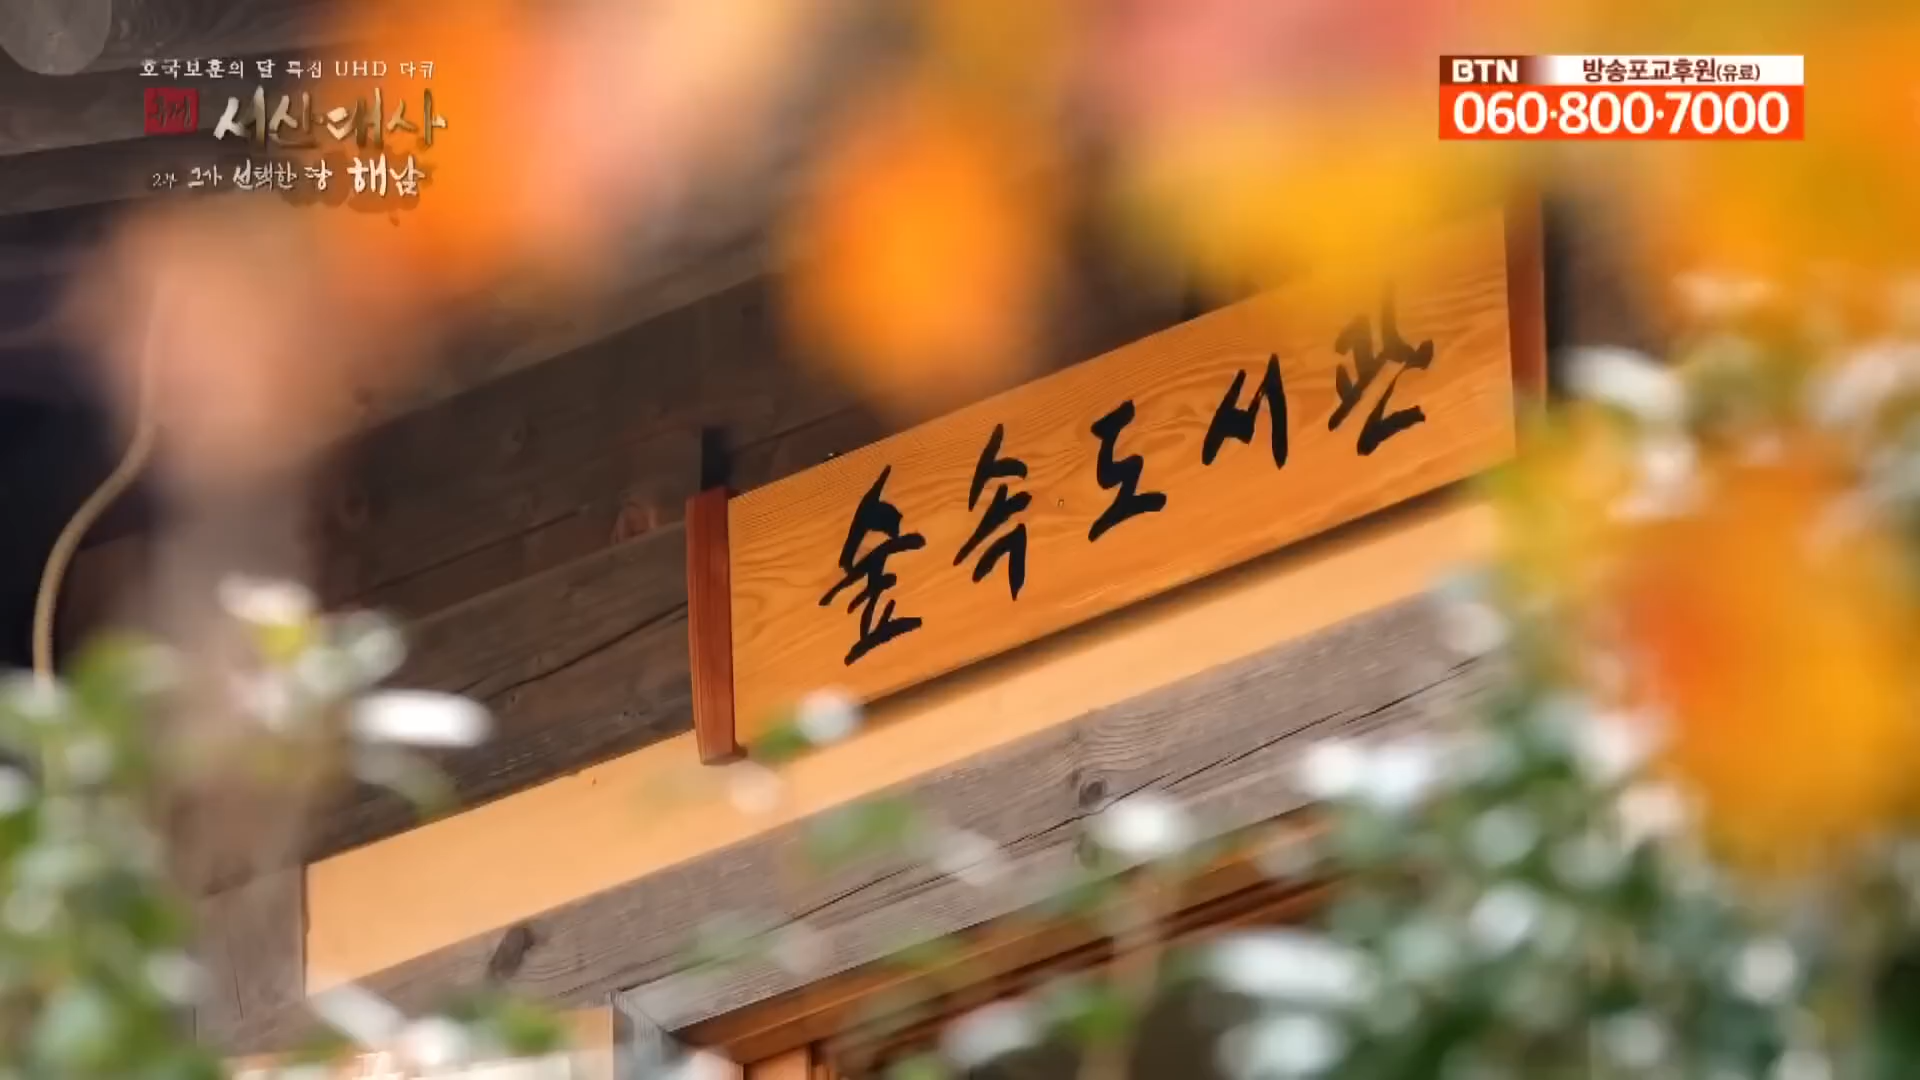 호국보훈의 달 특집 UHD 다큐
서산대사
2부 그가 선택한 땅 해남
BTN 방송포교후원(유료)
060·800·7000
숲속도서관